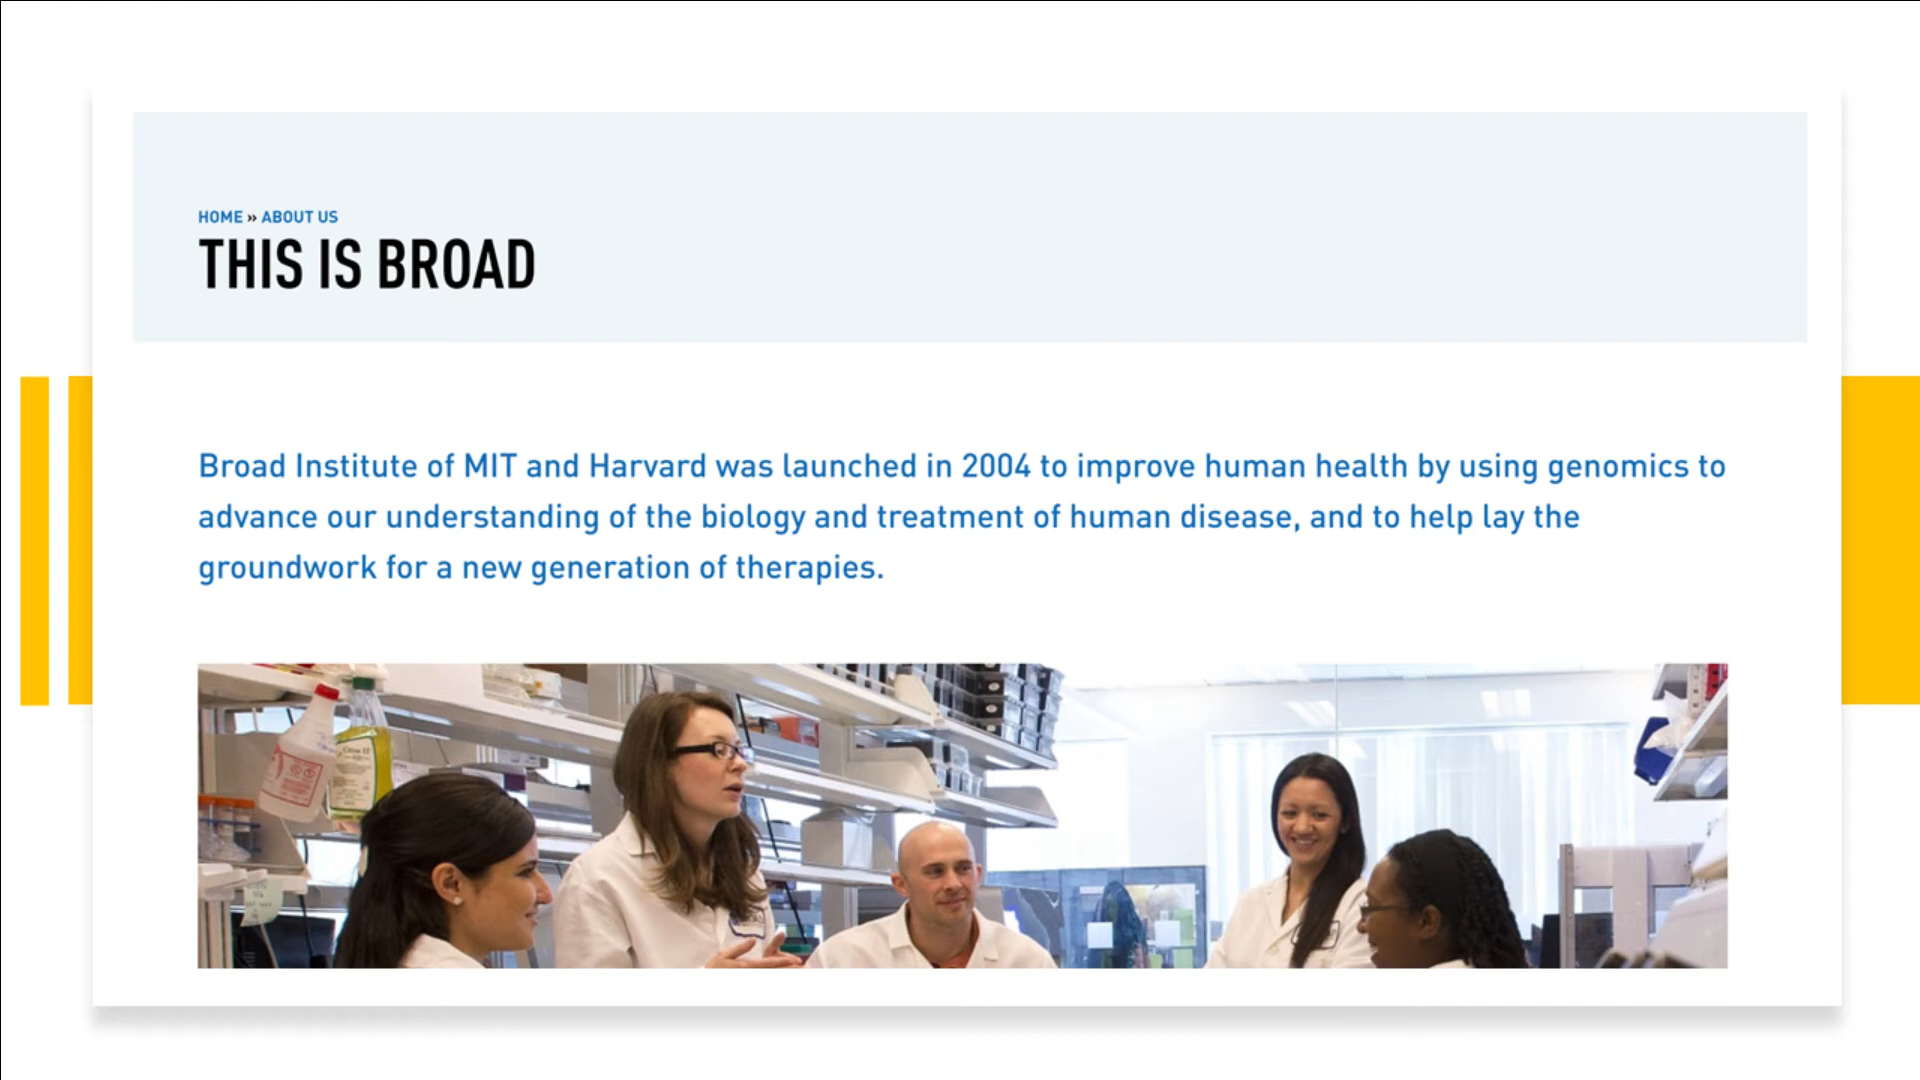 HOME » ABOUT US
THIS IS BROAD
Broad Institute of MIT and Harvard was launched in 2004 to improve human health by using genomics to
advance our understanding of the biology and treatment of human disease, and to help lay the
groundwork for a new generation of therapies.